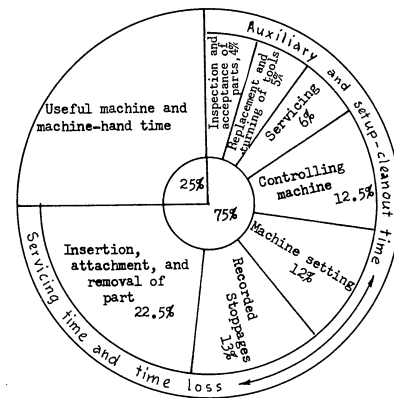 Auxiliary and setup-cleanout time
Inspection and
acceptance of
parts, 4%
Replacement and
turning of tools
5%
Servicing
6%
Useful machine and
machine-hand time
25%
75%
Controlling
machine
12.5%
Machine setting
12%
Insertion,
attachment, and
removal of
part
22.5%
Recorded
Stoppages
13%
Servicing time and time loss